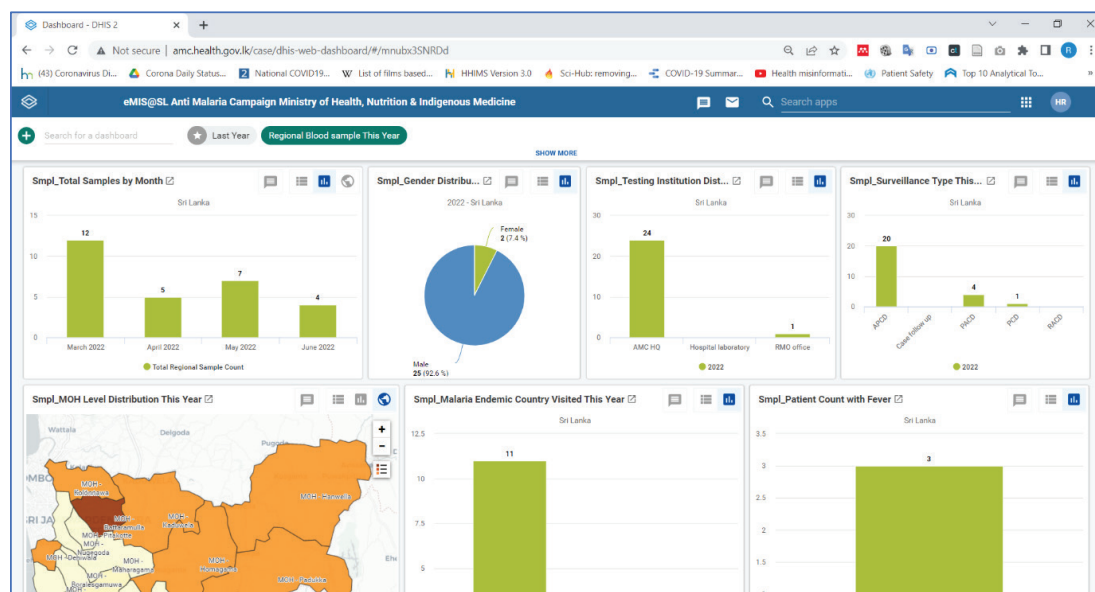 Dashboard - DHIS 2
Not secure | amc.health.gov.lk/case/dhis-web-dashboard/#/mnubx3SNRDd
(43) Coronavirus Di... Corona Daily Status... National COVID19... List of films based... HHIMS Version 3.0 Sci-Hub: removing... COVID-19 Summar... Health misinformati... Patient Safety Top 10 Analytical To... »
eMIS@SL Anti Malaria Campaign Ministry of Health, Nutrition & Indigenous Medicine
Search apps
HR
Search for a dashboard
Last Year
Regional Blood sample This Year
SHOW MORE
Smpl_Total Samples by Month
Sri Lanka
15
10
5
0
12
5
7
4
March 2022 April 2022 May 2022 June 2022
Total Regional Sample Count
Smpl_Gender Distribu...
2022 - Sri Lanka
Female
2 (7.4 %)
Male
25 (92.6 %)
Smpl_Testing Institution Dist...
Sri Lanka
30
20
10
0
24
1
AMC HQ Hospital laboratory RMO office
2022
Smpl_Surveillance Type This...
Sri Lanka
30
20
10
0
20
4
1
APCD Case follow up PACD PCD RACD
2022
Smpl_MOH Level Distribution This Year
Wattala
Delgoda
Pugoda
MOH -
Kolonnawa
MOH - Hanwella
SRI JA
MOH -
Battaramulla
MOH -
Kaduwela
MOH - Pitakotte
MOH -
Nugegoda
MOH - Dehiwala
MOH -
Maharagama
MOH -
Homagama
MOH - Padukka
MOH -
Boralesgamuwa
MOH -
Smpl_Malaria Endemic Country Visited This Year
Sri Lanka
12.5
10
7.5
5
11
Smpl_Patient Count with Fever
Sri Lanka
3.5
3
2.5
2
1.5
3